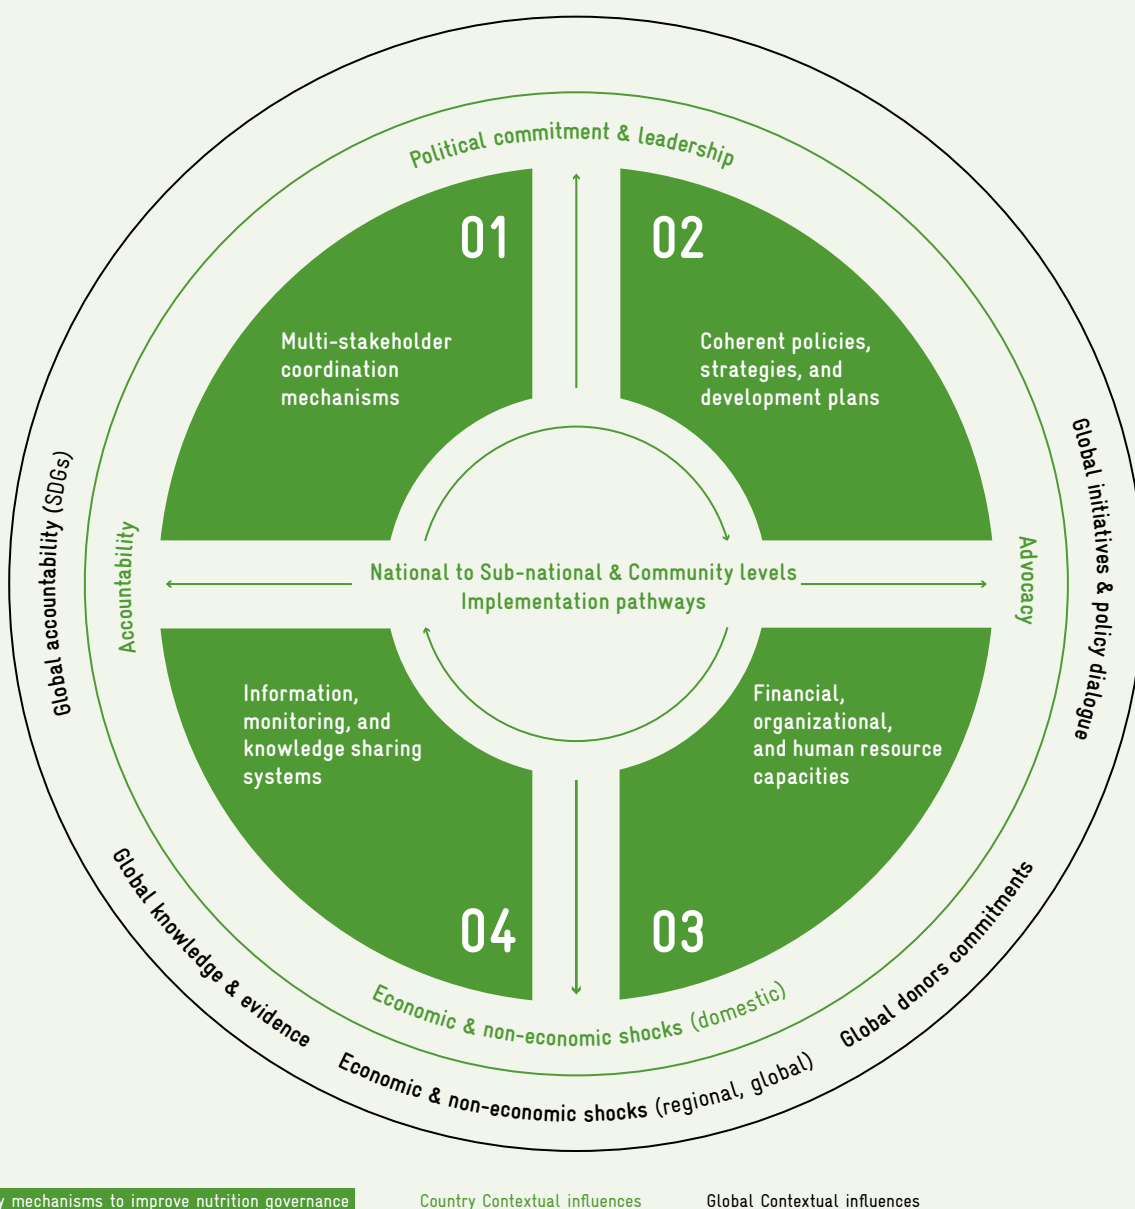 Political commitment & leadership
01
02
Multi-stakeholder
coordination
mechanisms
Coherent policies,
strategies, and
development plans
Global accountability (SDGs)
Accountability
National to Sub-national & Community levels
Implementation pathways
Advocacy
Global initiatives & policy dialogue
Information,
monitoring, and
knowledge sharing
systems
Financial,
organizational,
and human resource
capacities
04
03
Economic & non-economic shocks (domestic)
Global knowledge & evidence
Economic & non-economic shocks (regional, global)
Global donors commitments
mechanisms to improve nutrition governance
Country Contextual influences
Global Contextual influences